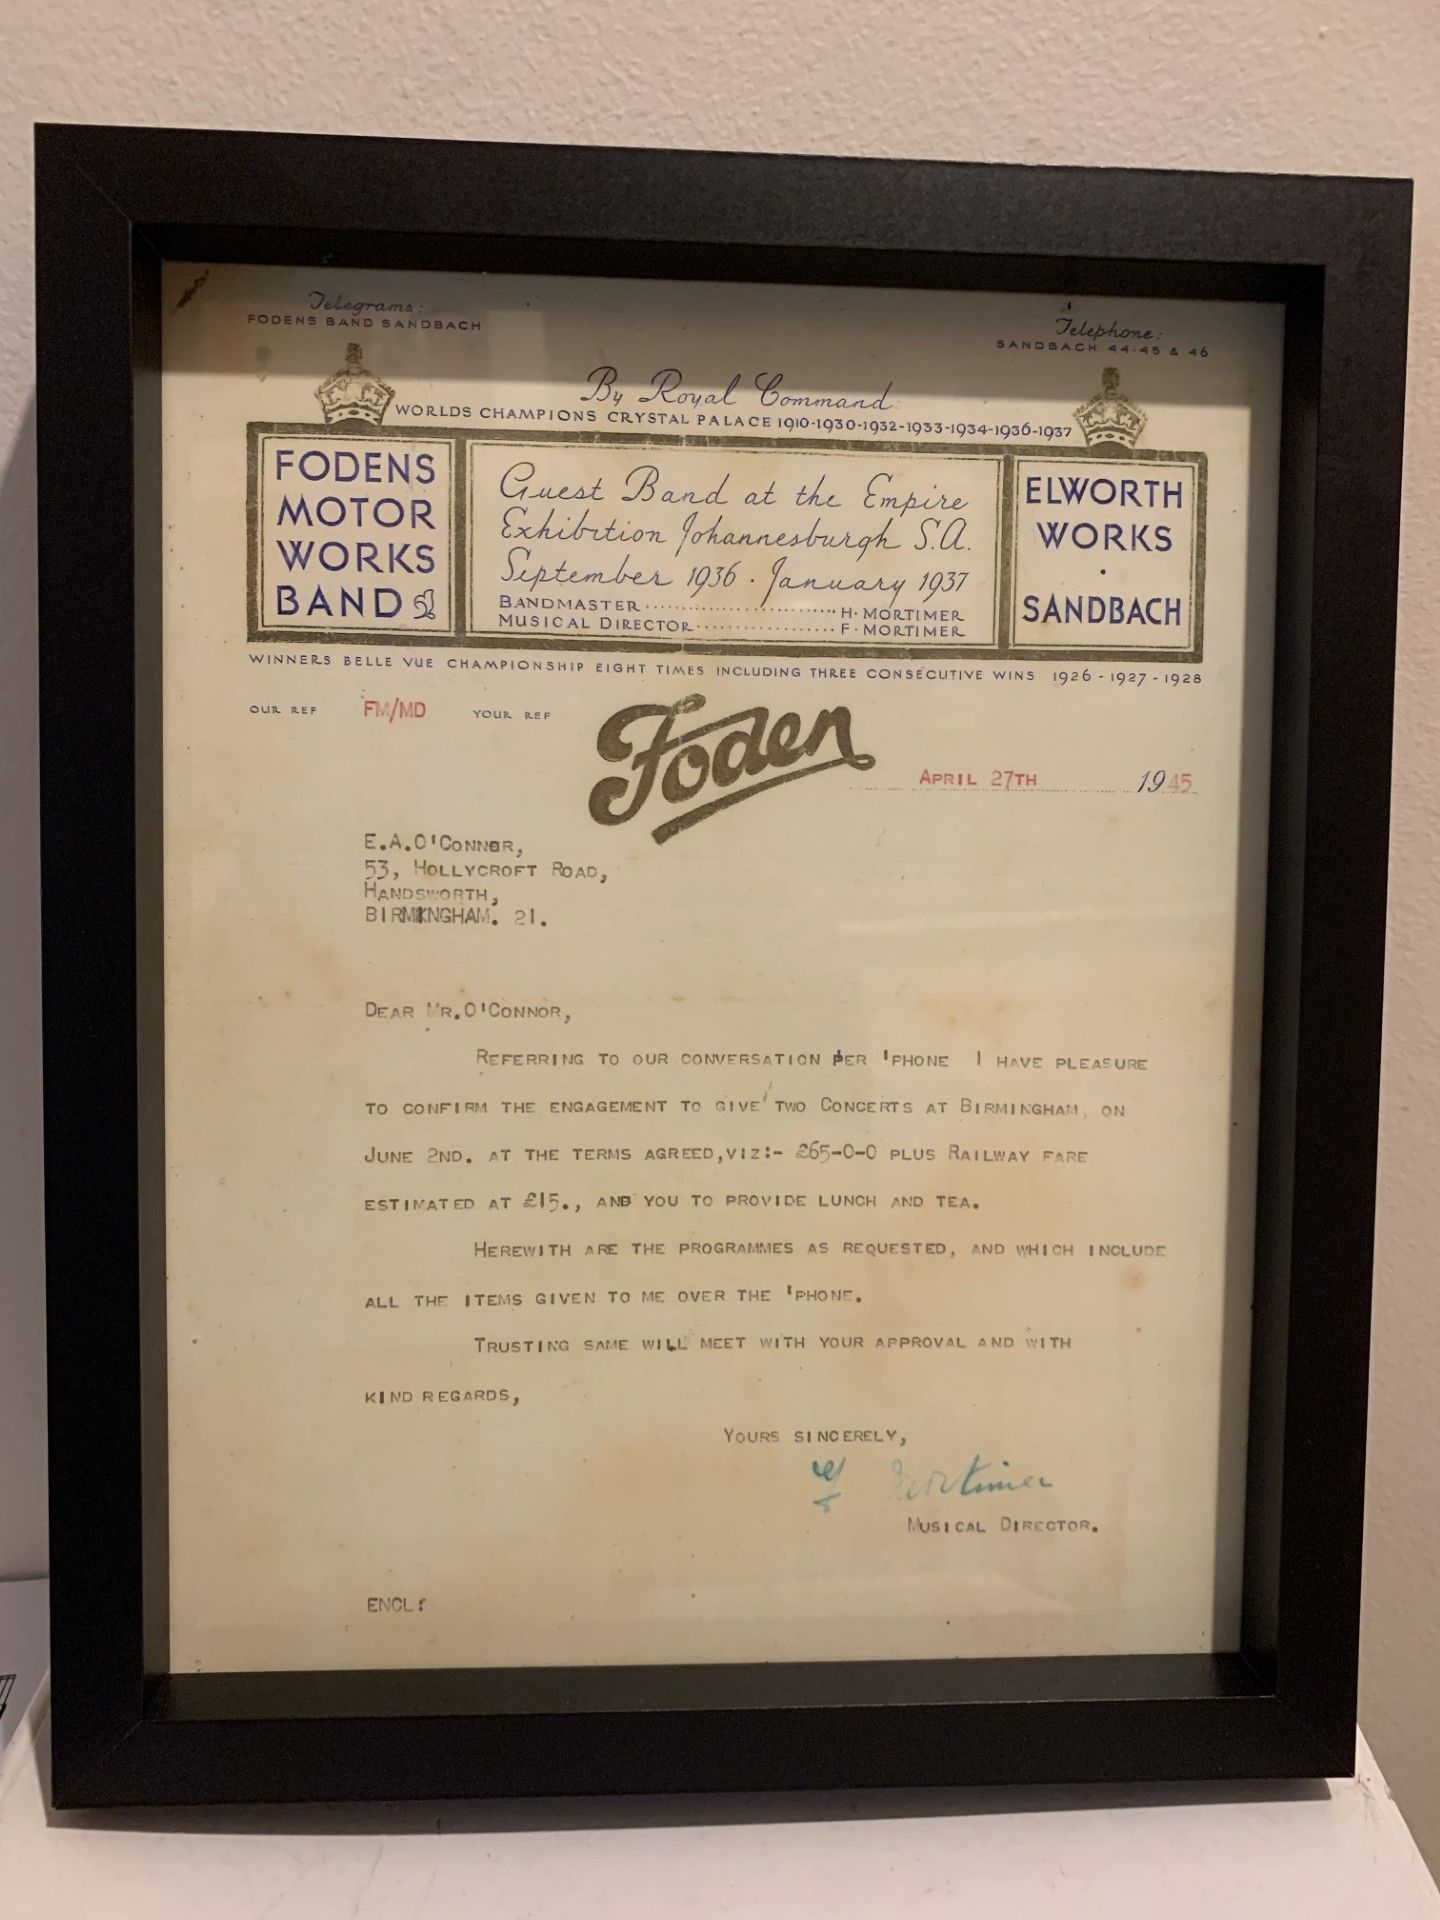 Telegrams:
FODENS BAND SANDBACH
Telephone:
SANDBACH 44-45 & 46
By Royal Command
WORLDS CHAMPIONS CRYSTAL PALACE 1910-1930-1932-1933-1934-1936-1937
FODENS
MOTOR
WORKS
BAND
Guest Band at the Empire
Exhibition Johannesburgh S.A.
September 1936 . January 1937
BANDMASTER H. MORTIMER
MUSICAL DIRECTOR F. MORTIMER
ELWORTH
WORKS
.
SANDBACH
WINNERS BELLE VUE CHAMPIONSHIP EIGHT TIMES INCLUDING THREE CONSECUTIVE WINS 1926 - 1927 - 1928
OUR REF FM/MD YOUR REF
Foden
APRIL 27TH 1945
E.A.O'CONNOR,
53, HOLLYCROFT ROAD,
HANDSWORTH,
BIRMINGHAM. 21.
DEAR MR.O'CONNOR,
REFERRING TO OUR CONVERSATION PER 'PHONE I HAVE PLEASURE
TO CONFIRM THE ENGAGEMENT TO GIVE TWO CONCERTS AT BIRMINGHAM, ON
JUNE 2ND. AT THE TERMS AGREED,VIZ:- £65-0-0 PLUS RAILWAY FARE
ESTIMATED AT £15., AND YOU TO PROVIDE LUNCH AND TEA.
HEREWITH ARE THE PROGRAMMES AS REQUESTED, AND WHICH INCLUDE
ALL THE ITEMS GIVEN TO ME OVER THE 'PHONE.
TRUSTING SAME WILL MEET WITH YOUR APPROVAL AND WITH
KIND REGARDS,
YOURS SINCERELY,
F Mortimer
MUSICAL DIRECTOR.
ENCL: